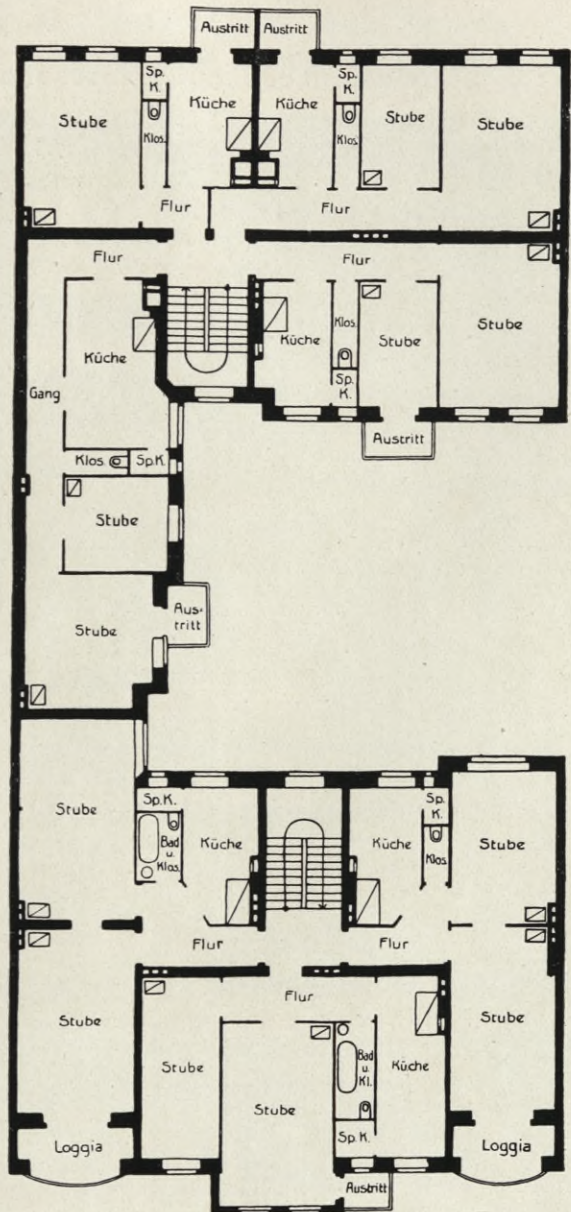 Austritt
Austritt
Sp.
K.
Sp.
K.
Stube
Küche
Küche
Stube
Stube
Klos.
Klos.
Flur
Flur
Flur
Flur
Küche
Klos.
Stube
Stube
Küche
Gang
Sp.
K.
Austritt
Klos.
Sp.K.
Stube
Stube
Aus-
tritt
Stube
Sp.K.
Bad
u.
Klos.
Küche
Küche
Sp.
K.
Klos.
Stube
Flur
Flur
Flur
Stube
Stube
Stube
Bad
u.
Kl.
Küche
Stube
Sp.K.
Loggia
Loggia
Austritt